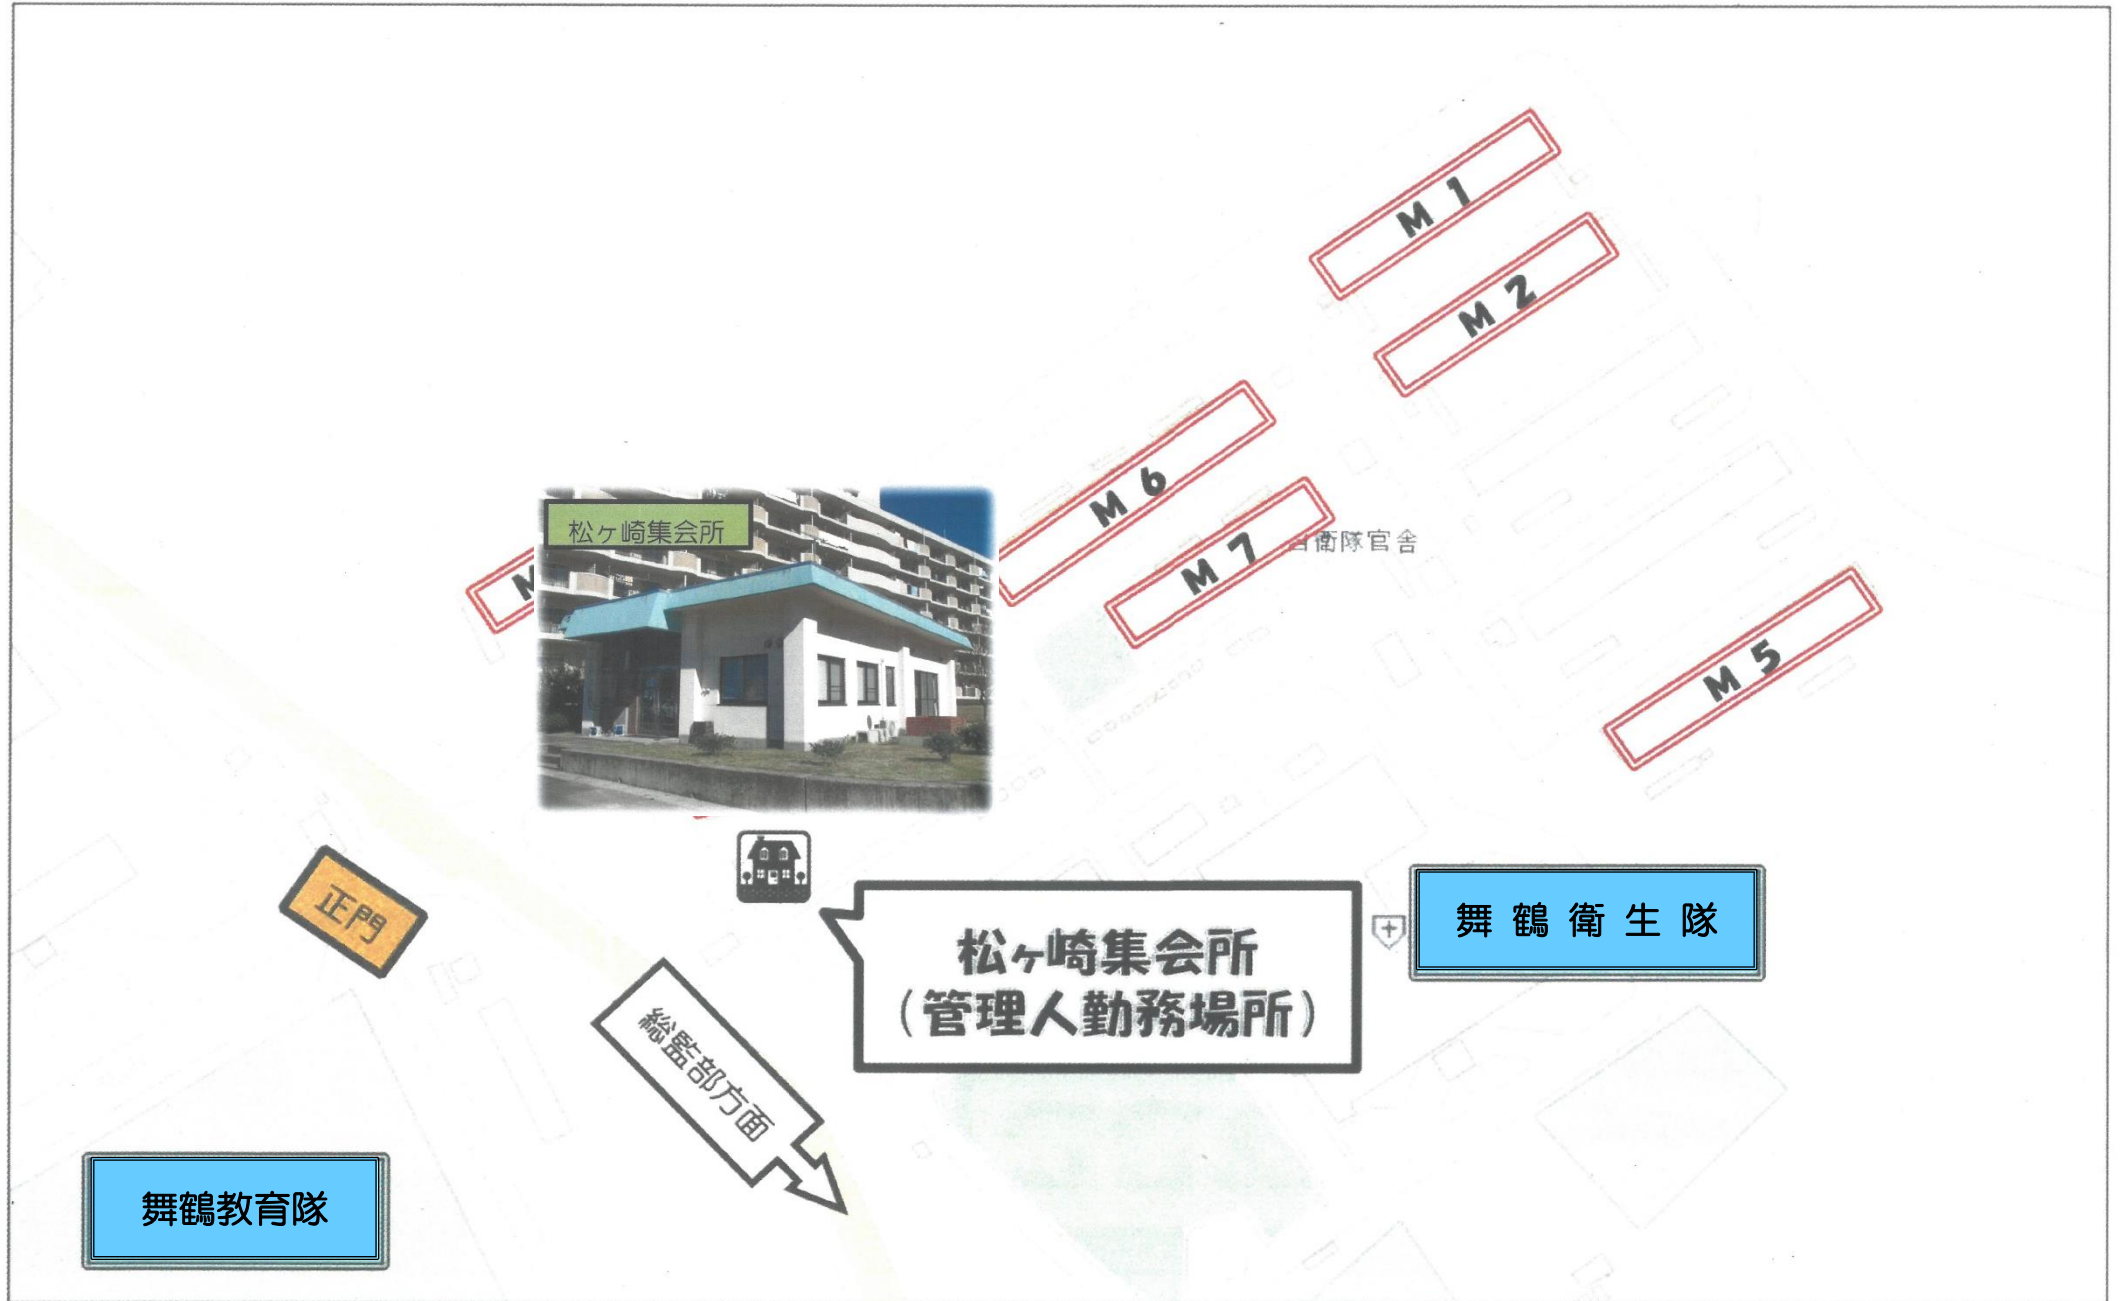 M 1
M 2
M 6
松ヶ崎集会所
M 7
自衛隊官舎
M 5
正門
舞鶴衛生隊
松ヶ崎集会所
（管理人勤務場所）
総監部方面
舞鶴教育隊